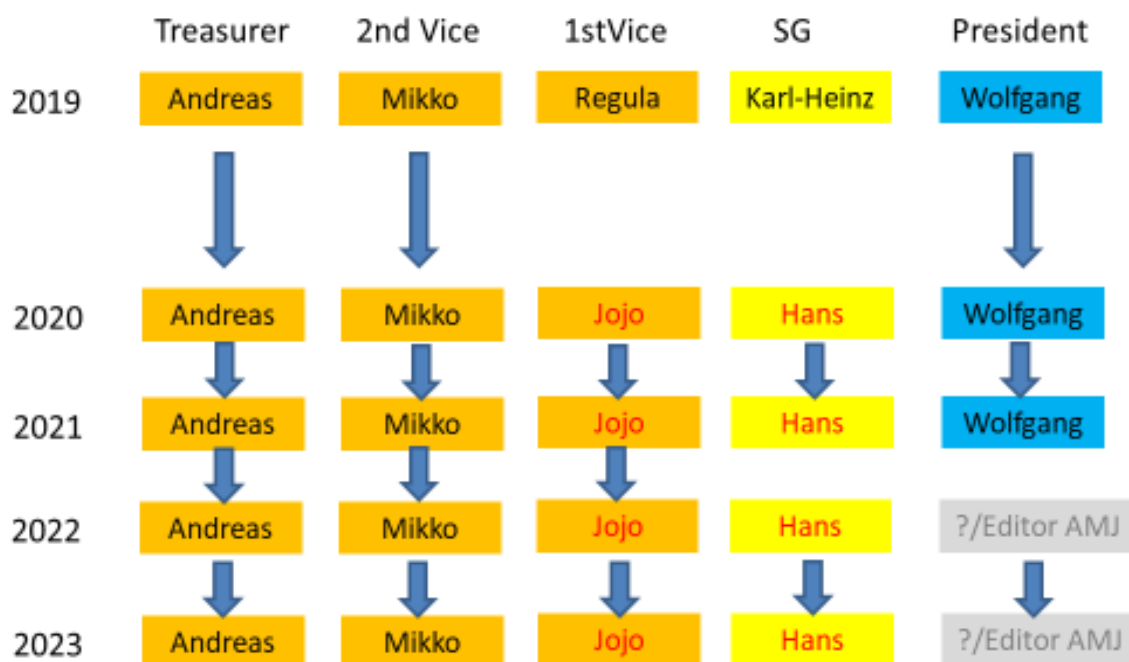 Treasurer 2nd Vice 1stVice SG President
2019 Andreas Mikko Regula Karl-Heinz Wolfgang
2020 Andreas Mikko Jojo Hans Wolfgang
2021 Andreas Mikko Jojo Hans Wolfgang
2022 Andreas Mikko Jojo Hans ?/Editor AMJ
2023 Andreas Mikko Jojo Hans ?/Editor AMJ